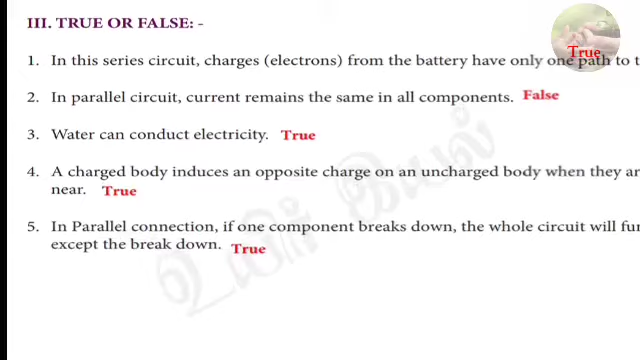 III. TRUE OR FALSE: -
True
1. In this series circuit, charges (electrons) from the battery have only one path to t
2. In parallel circuit, current remains the same in all components. False
3. Water can conduct electricity. True
4. A charged body induces an opposite charge on an uncharged body when they ar
near. True
5. In Parallel connection, if one component breaks down, the whole circuit will fun
except the break down. True
உயிர் இயல்